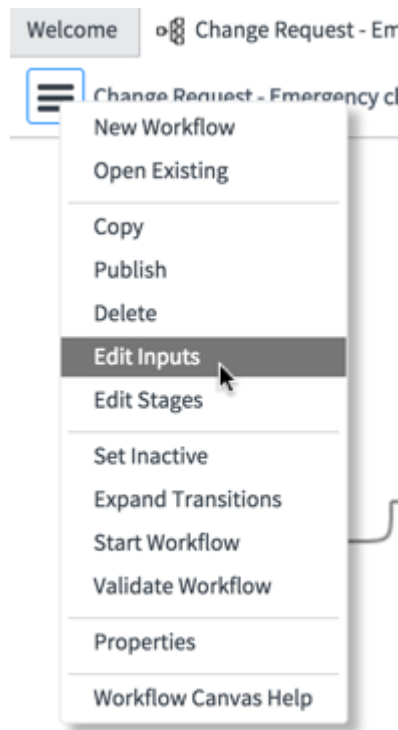 Welcome
Change Request - Em
Change Request - Emergency cl
New Workflow
Open Existing
Copy
Publish
Delete
Edit Inputs
Edit Stages
Set Inactive
Expand Transitions
Start Workflow
Validate Workflow
Properties
Workflow Canvas Help